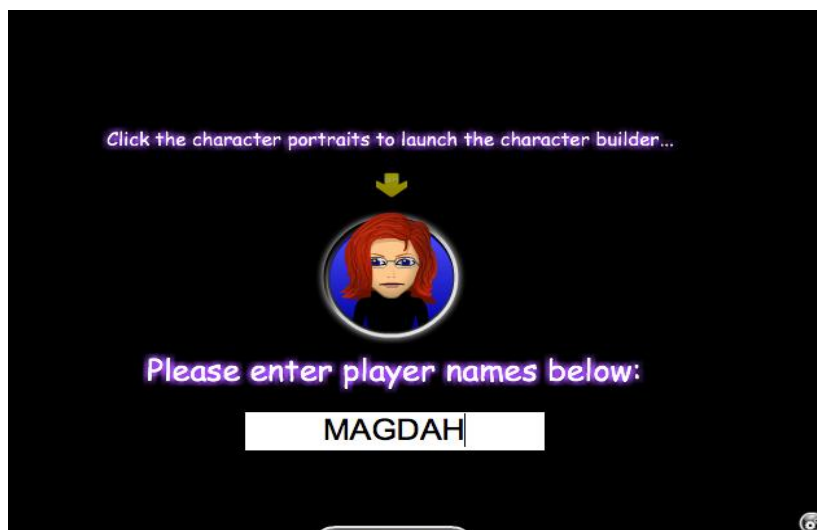 Click the character portraits to launch the character builder...
Please enter player names below:
MAGDAH